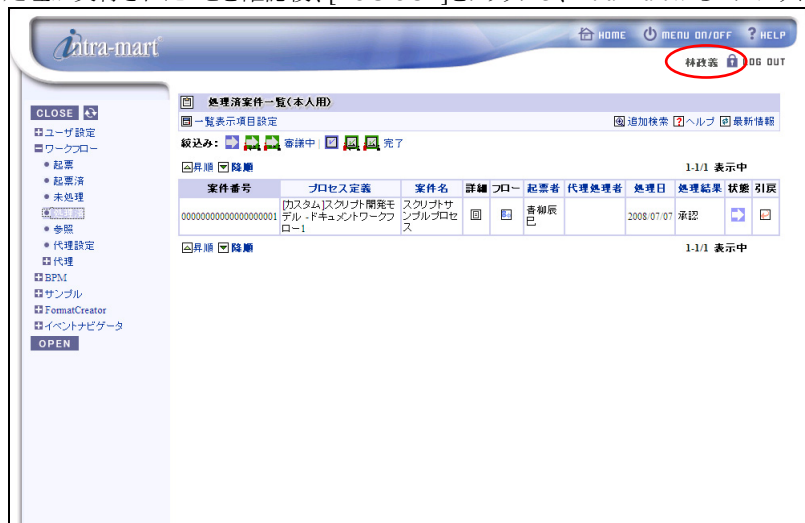 intra-mart
HOME MENU ON/OFF ? HELP
林政義 LOG OUT
CLOSE
ユーザ設定
ワークフロー
起票
起票済
未処理
処理済
参照
代理設定
代理
BPM
サンプル
FormatCreator
イベントナビゲータ
OPEN
処理済案件一覧(本人用)
一覧表示項目設定 追加検索 ヘルプ 最新情報
絞込み: 審議中 | 完了
昇順 降順 1-1/1 表示中
案件番号 プロセス定義 案件名 詳細 フロー 起票者 代理処理者 処理日 処理結果 状態 引戻
00000000000000000001 [カスタム]スクリプト開発モデル - ドキュメントワークフロー1 スクリプトサンプルプロセス 青柳辰巳 2008/07/07 承認
昇順 降順 1-1/1 表示中